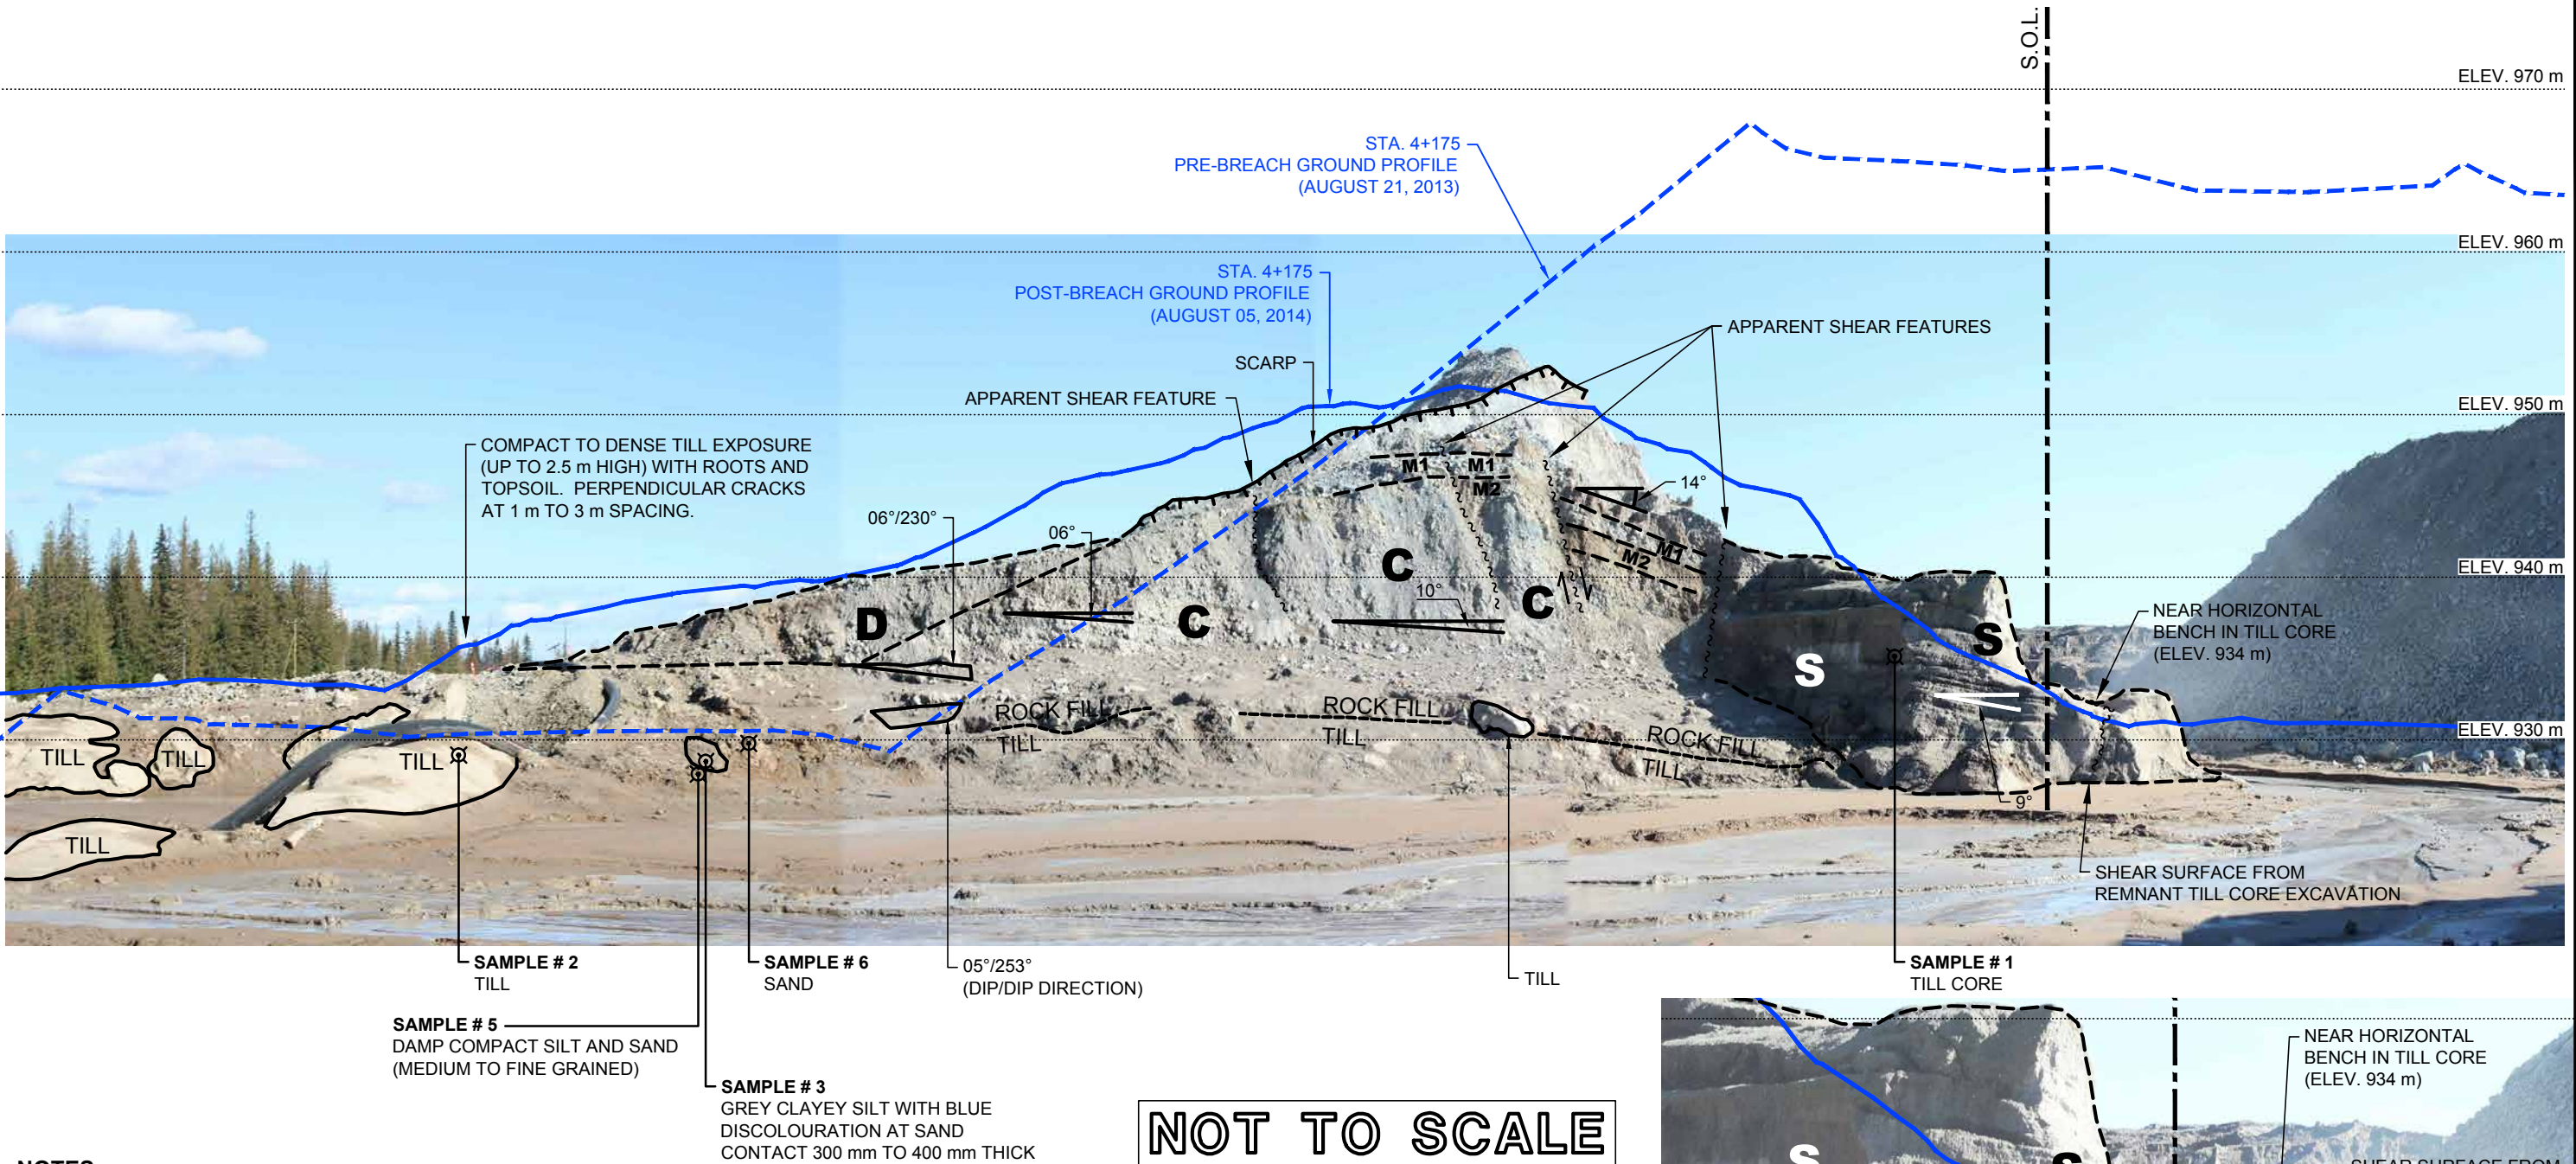 S.O.L.
ELEV. 970 m
STA. 4+175
PRE-BREACH GROUND PROFILE
(AUGUST 21, 2013)
ELEV. 960 m
STA. 4+175
POST-BREACH GROUND PROFILE
(AUGUST 05, 2014)
APPARENT SHEAR FEATURES
SCARP
APPARENT SHEAR FEATURE
ELEV. 950 m
COMPACT TO DENSE TILL EXPOSURE
(UP TO 2.5 m HIGH) WITH ROOTS AND
TOPSOIL. PERPENDICULAR CRACKS
AT 1 m TO 3 m SPACING.
M1
M1
M2
14°
06°/230°
06°
M1
M2
C
ELEV. 940 m
10°
C
D
C
NEAR HORIZONTAL
BENCH IN TILL CORE
(ELEV. 934 m)
S
S
ROCK FILL
TILL
ROCK FILL
TILL
ROCK FILL
TILL
ELEV. 930 m
TILL
TILL
TILL
TILL
9°
SHEAR SURFACE FROM
REMNANT TILL CORE EXCAVATION
SAMPLE # 2
TILL
SAMPLE # 6
SAND
05°/253°
(DIP/DIP DIRECTION)
TILL
SAMPLE # 1
TILL CORE
SAMPLE # 5
DAMP COMPACT SILT AND SAND
(MEDIUM TO FINE GRAINED)
SAMPLE # 3
GREY CLAYEY SILT WITH BLUE
DISCOLOURATION AT SAND
CONTACT 300 mm TO 400 mm THICK
NOT TO SCALE
NEAR HORIZONTAL
BENCH IN TILL CORE
(ELEV. 934 m)
S
S
SHEAR SURFACE FROM
NOTES